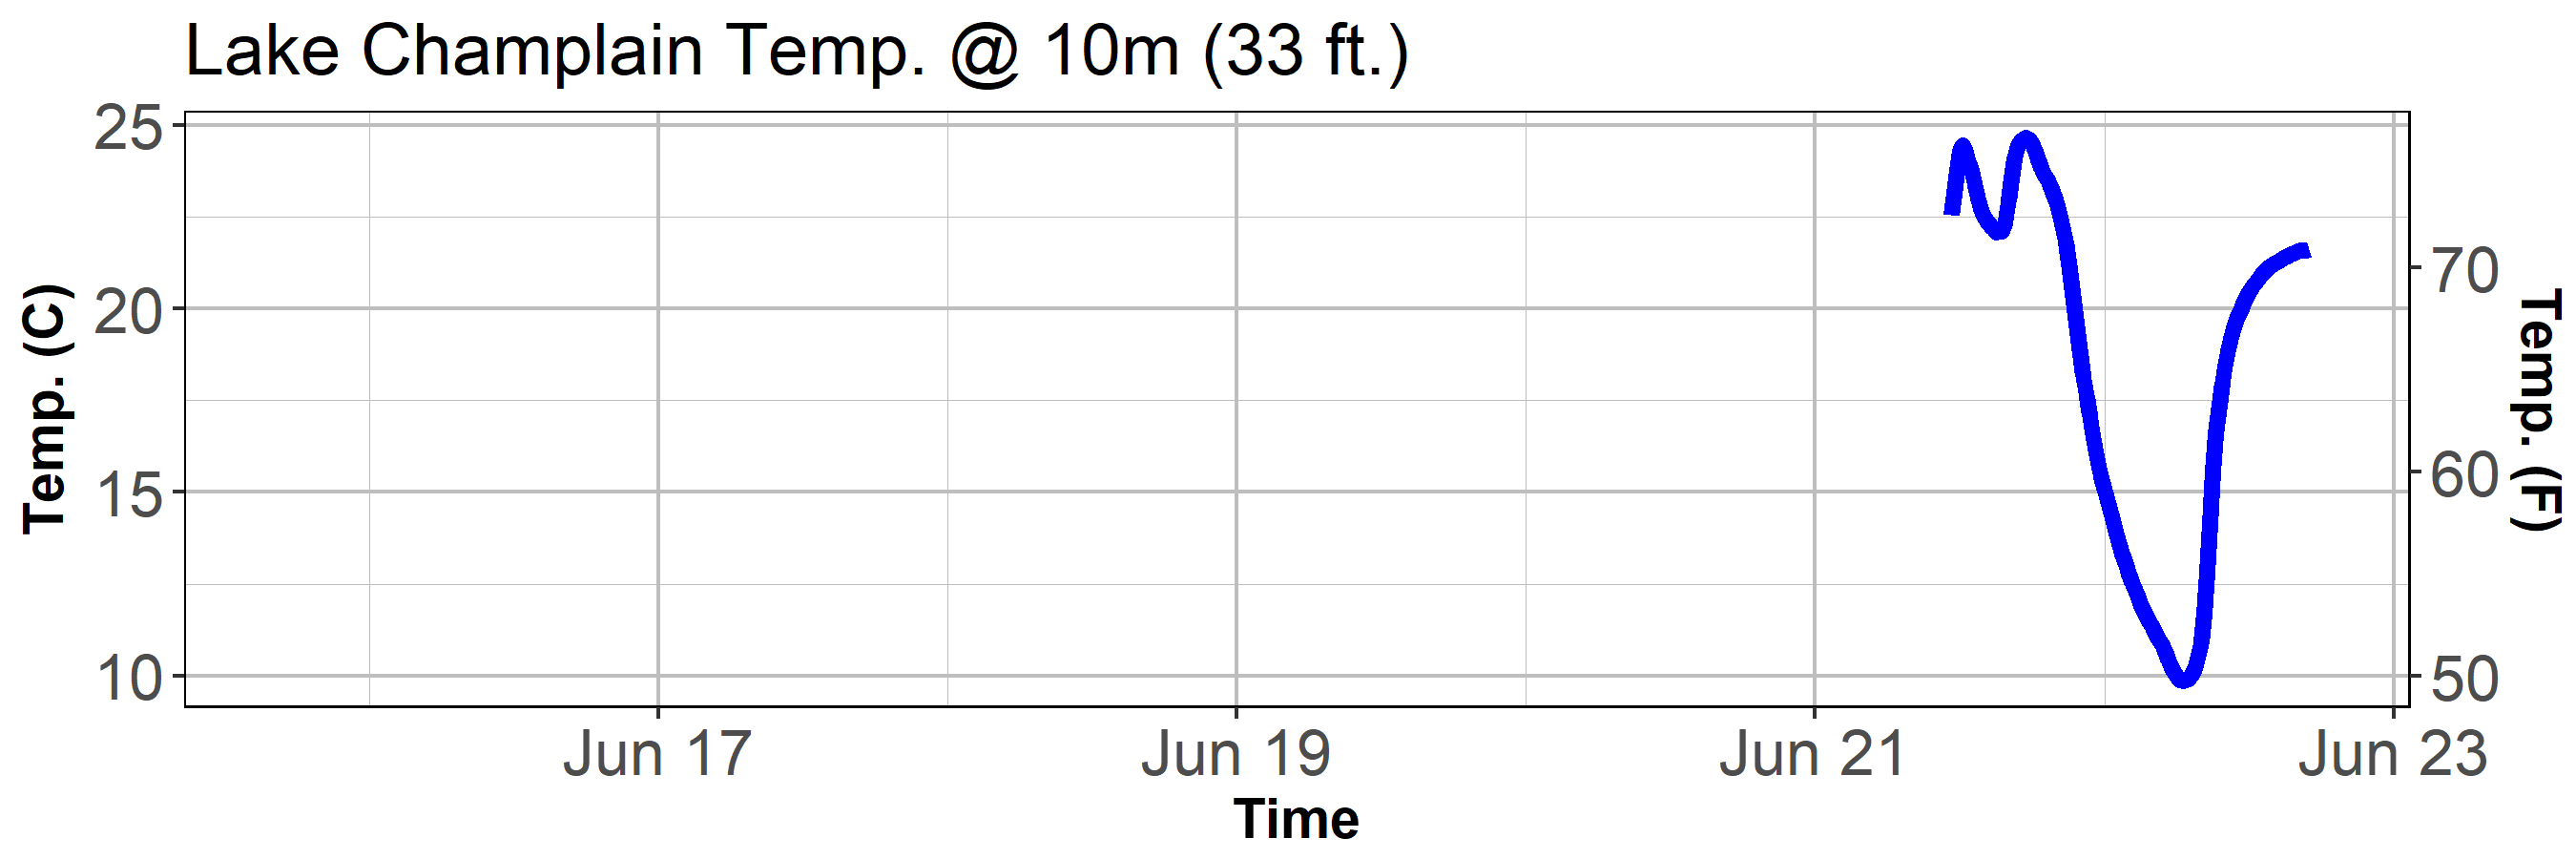 Lake Champlain Temp. @ 10m (33 ft.)
25
20
15
10
Temp. (C)
70
60
50
Temp. (F)
Jun 17
Jun 19
Jun 21
Jun 23
Time